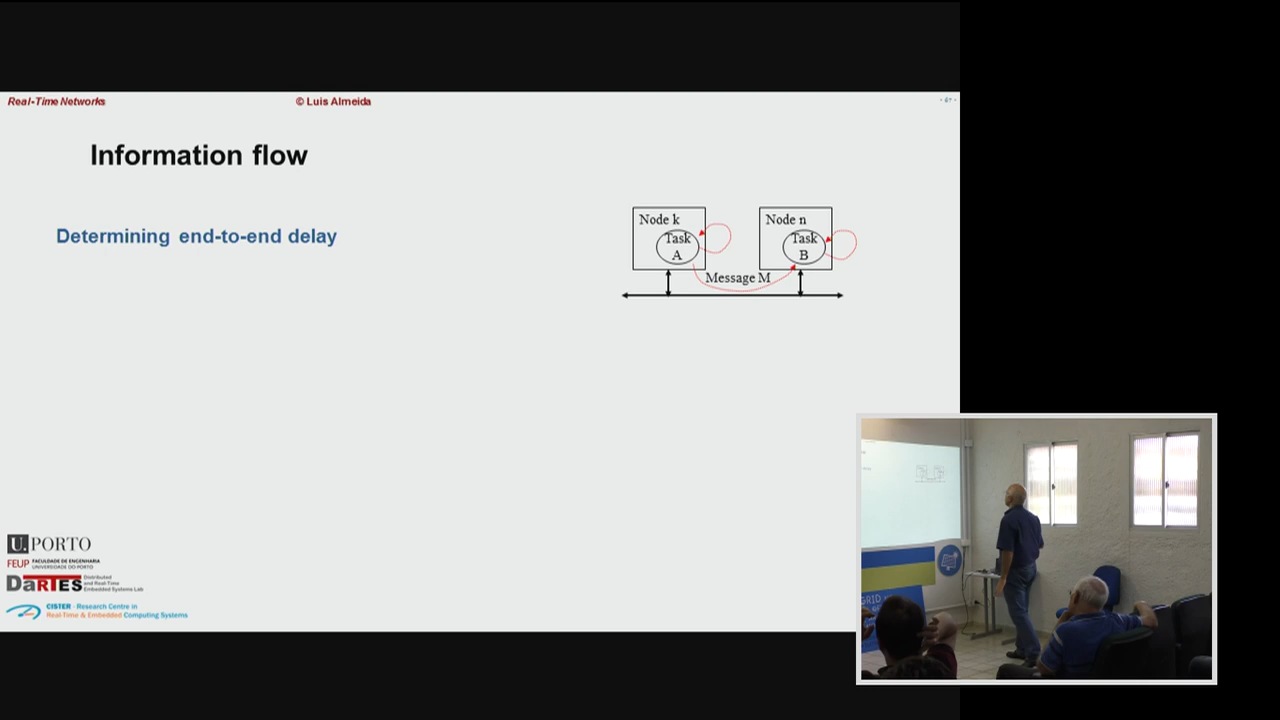 Real-Time Networks
© Luis Almeida
- 67 -
Information flow
Determining end-to-end delay
Node k
Node n
Task
A
Task
B
Message M
U.PORTO
FEUP FACULDADE DE ENGENHARIA
UNIVERSIDADE DO PORTO
DaRTES Distributed
and Real-Time
Embedded Systems Lab
CISTER - Research Centre in
Real-Time & Embedded Computing Systems
GRID